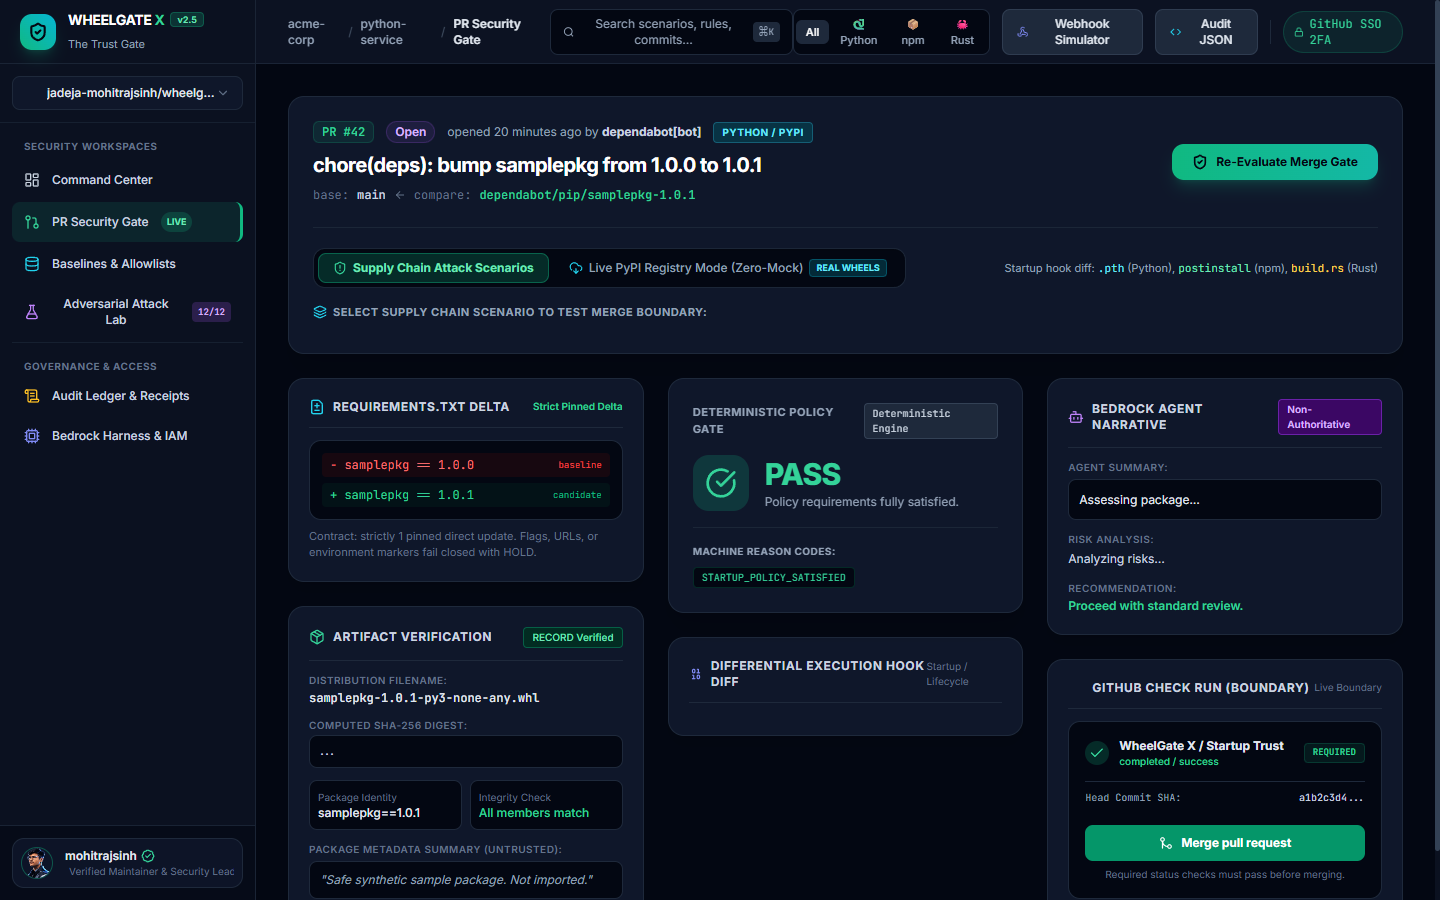 WHEELGATE X v2.5
The Trust Gate
jadeja-mohitrajsinh/wheelg...
SECURITY WORKSPACES
Command Center
PR Security Gate LIVE
Baselines & Allowlists
Adversarial Attack
Lab
12/12
GOVERNANCE & ACCESS
Audit Ledger & Receipts
Bedrock Harness & IAM
mohitrajsinh
Verified Maintainer & Security Lead
acme-
corp
/
python-
service
/
PR Security
Gate
Search scenarios, rules,
commits...
⌘K
All
Python
npm
Rust
Webhook
Simulator
Audit
JSON
GitHub SSO
2FA
PR #42 Open opened 20 minutes ago by dependabot[bot] PYTHON / PYPI
chore(deps): bump samplepkg from 1.0.0 to 1.0.1
base: main ← compare: dependabot/pip/samplepkg-1.0.1
Re-Evaluate Merge Gate
Supply Chain Attack Scenarios
Live PyPI Registry Mode (Zero-Mock) REAL WHEELS
Startup hook diff: .pth (Python), postinstall (npm), build.rs (Rust)
SELECT SUPPLY CHAIN SCENARIO TO TEST MERGE BOUNDARY:
REQUIREMENTS.TXT DELTA Strict Pinned Delta
- samplepkg == 1.0.0 baseline
+ samplepkg == 1.0.1 candidate
Contract: strictly 1 pinned direct update. Flags, URLs, or
environment markers fail closed with HOLD.
ARTIFACT VERIFICATION RECORD Verified
DISTRIBUTION FILENAME:
samplepkg-1.0.1-py3-none-any.whl
COMPUTED SHA-256 DIGEST:
...
Package Identity
samplepkg==1.0.1
Integrity Check
All members match
PACKAGE METADATA SUMMARY (UNTRUSTED):
"Safe synthetic sample package. Not imported."
DETERMINISTIC POLICY
GATE
Deterministic
Engine
PASS
Policy requirements fully satisfied.
MACHINE REASON CODES:
STARTUP_POLICY_SATISFIED
DIFFERENTIAL EXECUTION HOOK
DIFF
Startup /
Lifecycle
BEDROCK AGENT
NARRATIVE
Non-
Authoritative
AGENT SUMMARY:
Assessing package...
RISK ANALYSIS:
Analyzing risks...
RECOMMENDATION:
Proceed with standard review.
GITHUB CHECK RUN (BOUNDARY) Live Boundary
WheelGate X / Startup Trust
completed / success
REQUIRED
Head Commit SHA: a1b2c3d4...
Merge pull request
Required status checks must pass before merging.